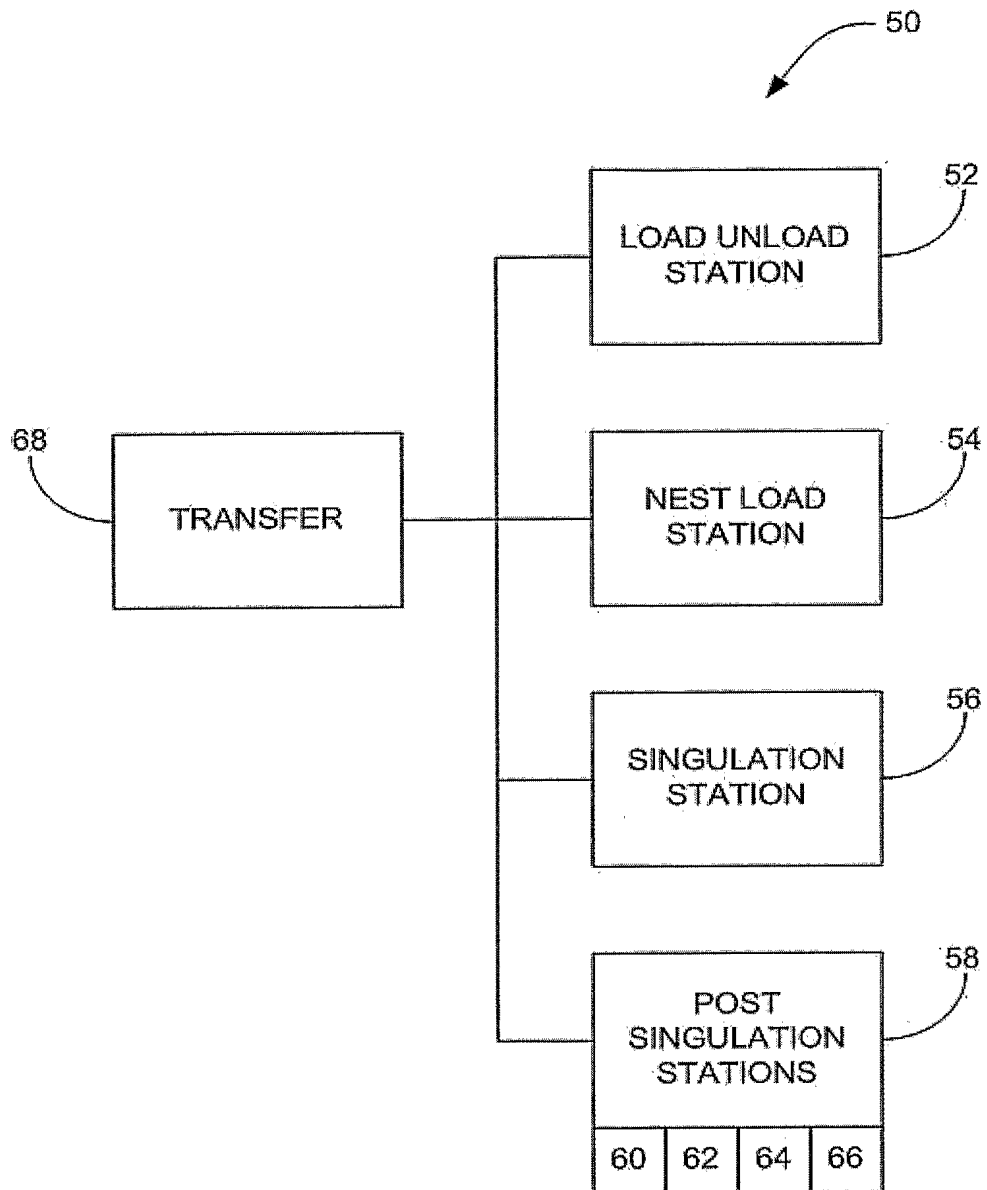 50
52
LOAD UNLOAD
STATION
68
TRANSFER
54
NEST LOAD
STATION
56
SINGULATION
STATION
58
POST
SINGULATION
STATIONS
60 62 64 66